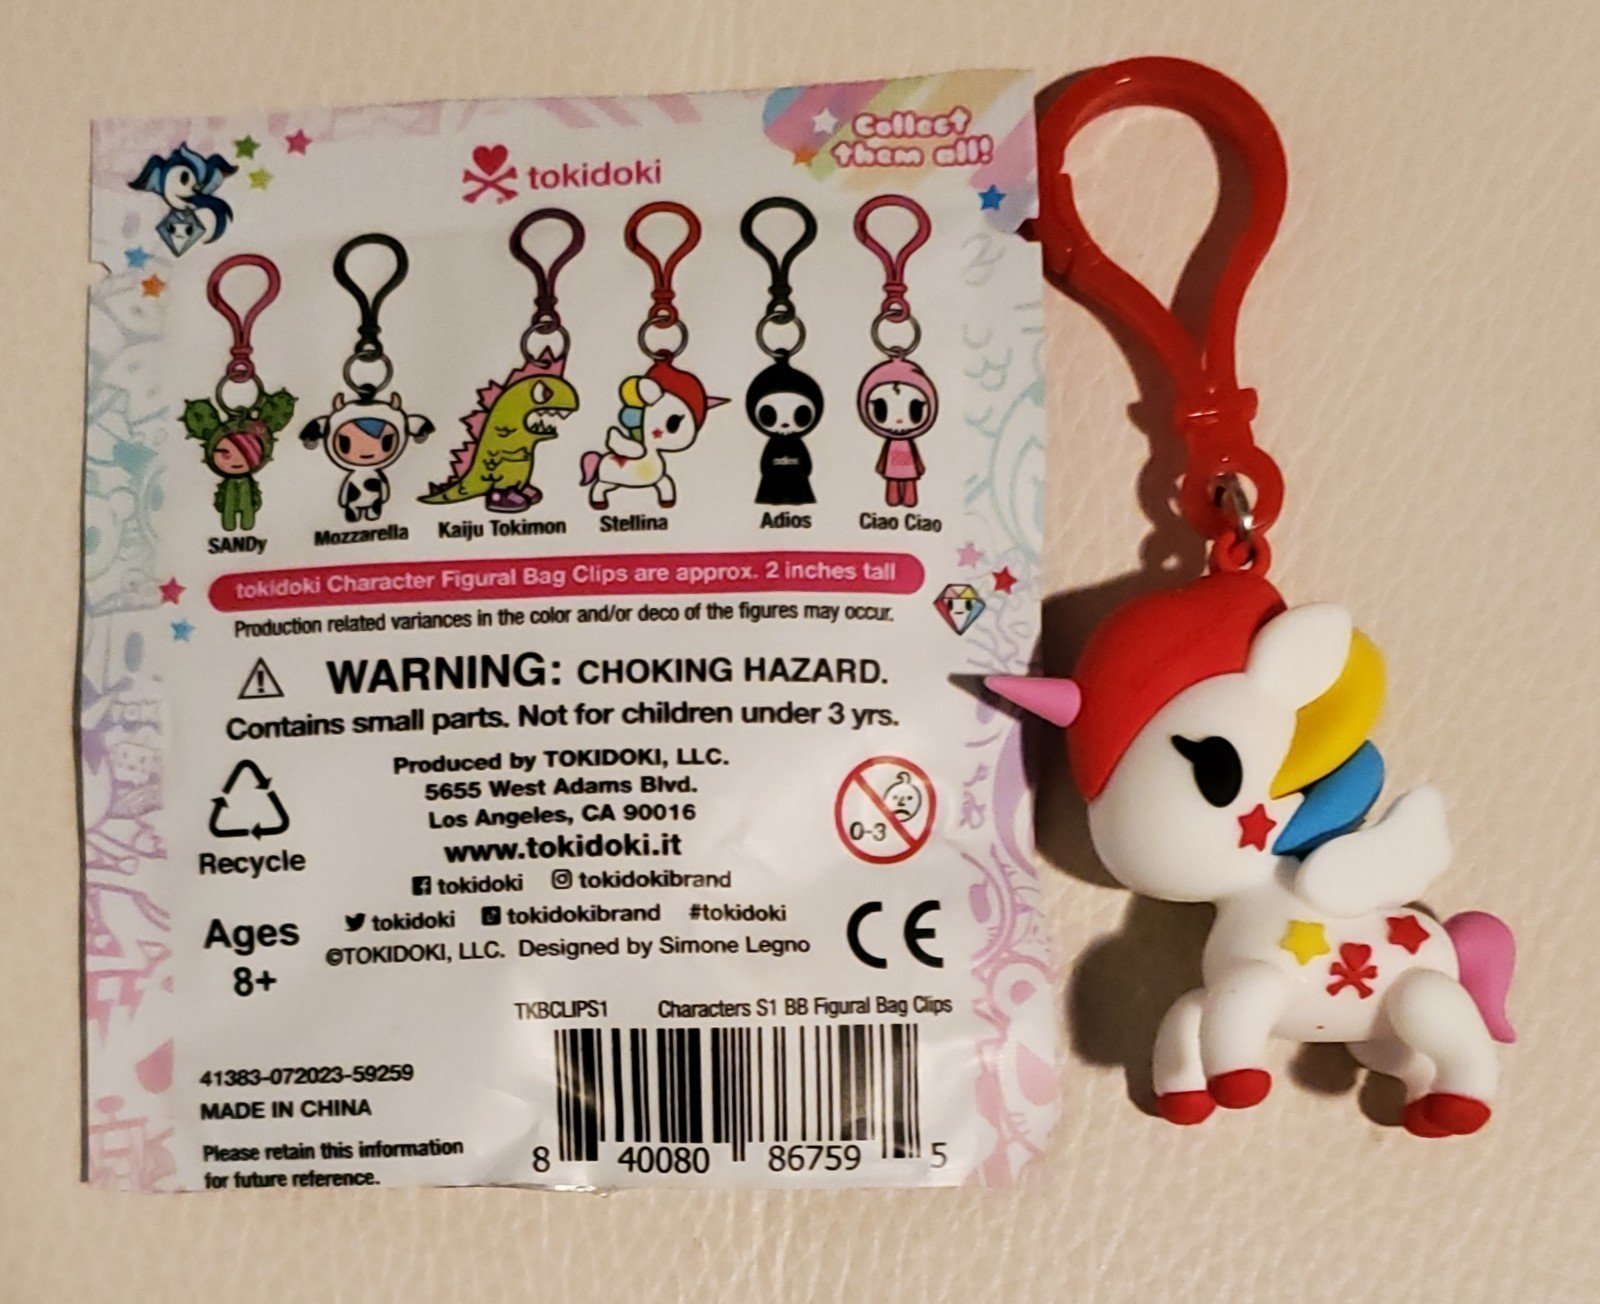 Collect
them all!
tokidoki
SANDy
Mozzarella
Kaiju Tokimon
Stellina
adios
Adios
Ciao Ciao
tokidoki Character Figural Bag Clips are approx. 2 inches tall
Production related variances in the color and/or deco of the figures may occur.
WARNING: CHOKING HAZARD.
Contains small parts. Not for children under 3 yrs.
Produced by TOKIDOKI, LLC.
5655 West Adams Blvd.
Los Angeles, CA 90016
www.tokidoki.it
tokidoki tokidokibrand
tokidoki tokidokibrand #tokidoki
©TOKIDOKI, LLC. Designed by Simone Legno
Recycle
0-3
Ages
8+
CE
TKBCLIPS1 Characters S1 BB Figural Bag Clips
41383-072023-59259
MADE IN CHINA
Please retain this information
for future reference.
8 40080 86759 5